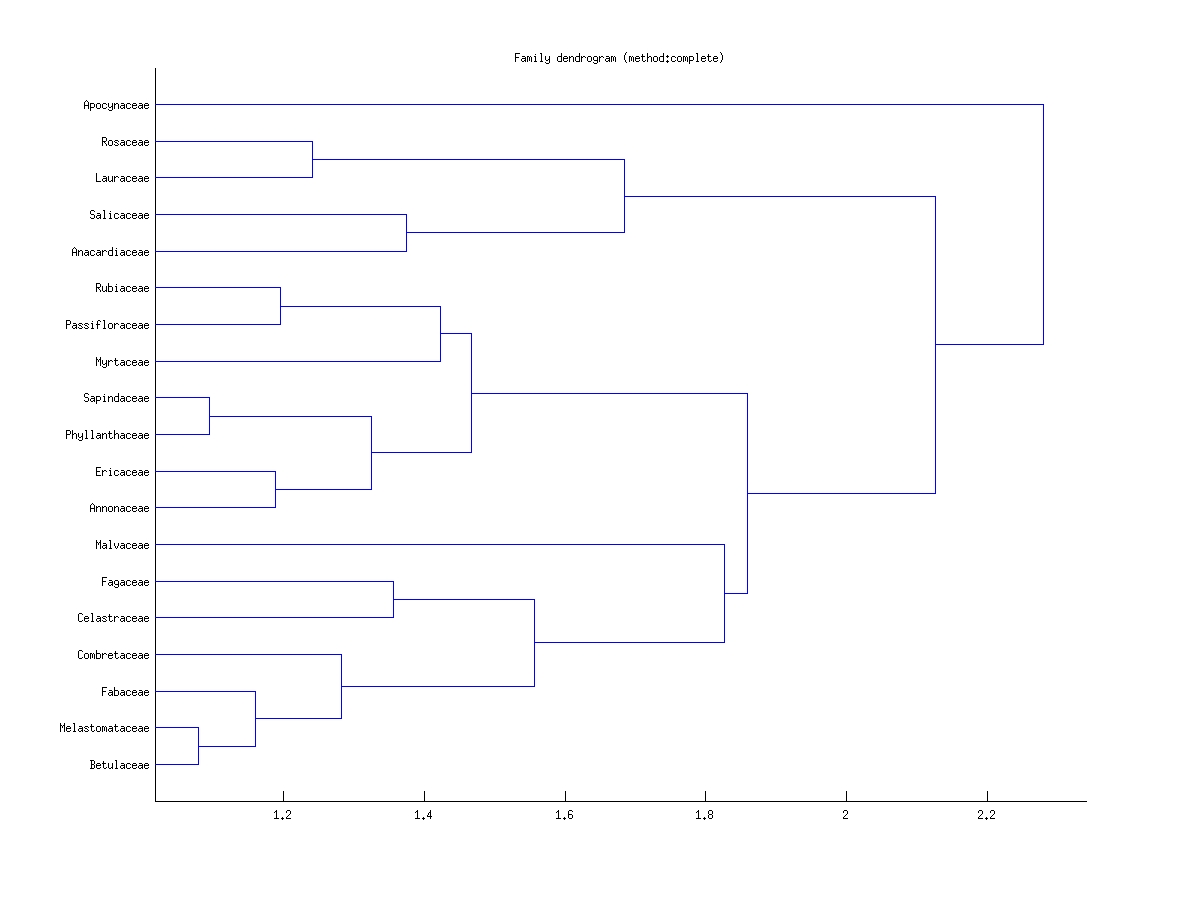 Family dendrogram (method:complete)
Apocynaceae
Rosaceae
Lauraceae
Salicaceae
Anacardiaceae
Rubiaceae
Passifloraceae
Myrtaceae
Sapindaceae
Phyllanthaceae
Ericaceae
Annonaceae
Malvaceae
Fagaceae
Celastraceae
Combretaceae
Fabaceae
Melastomataceae
Betulaceae
1.2 1.4 1.6 1.8 2 2.2